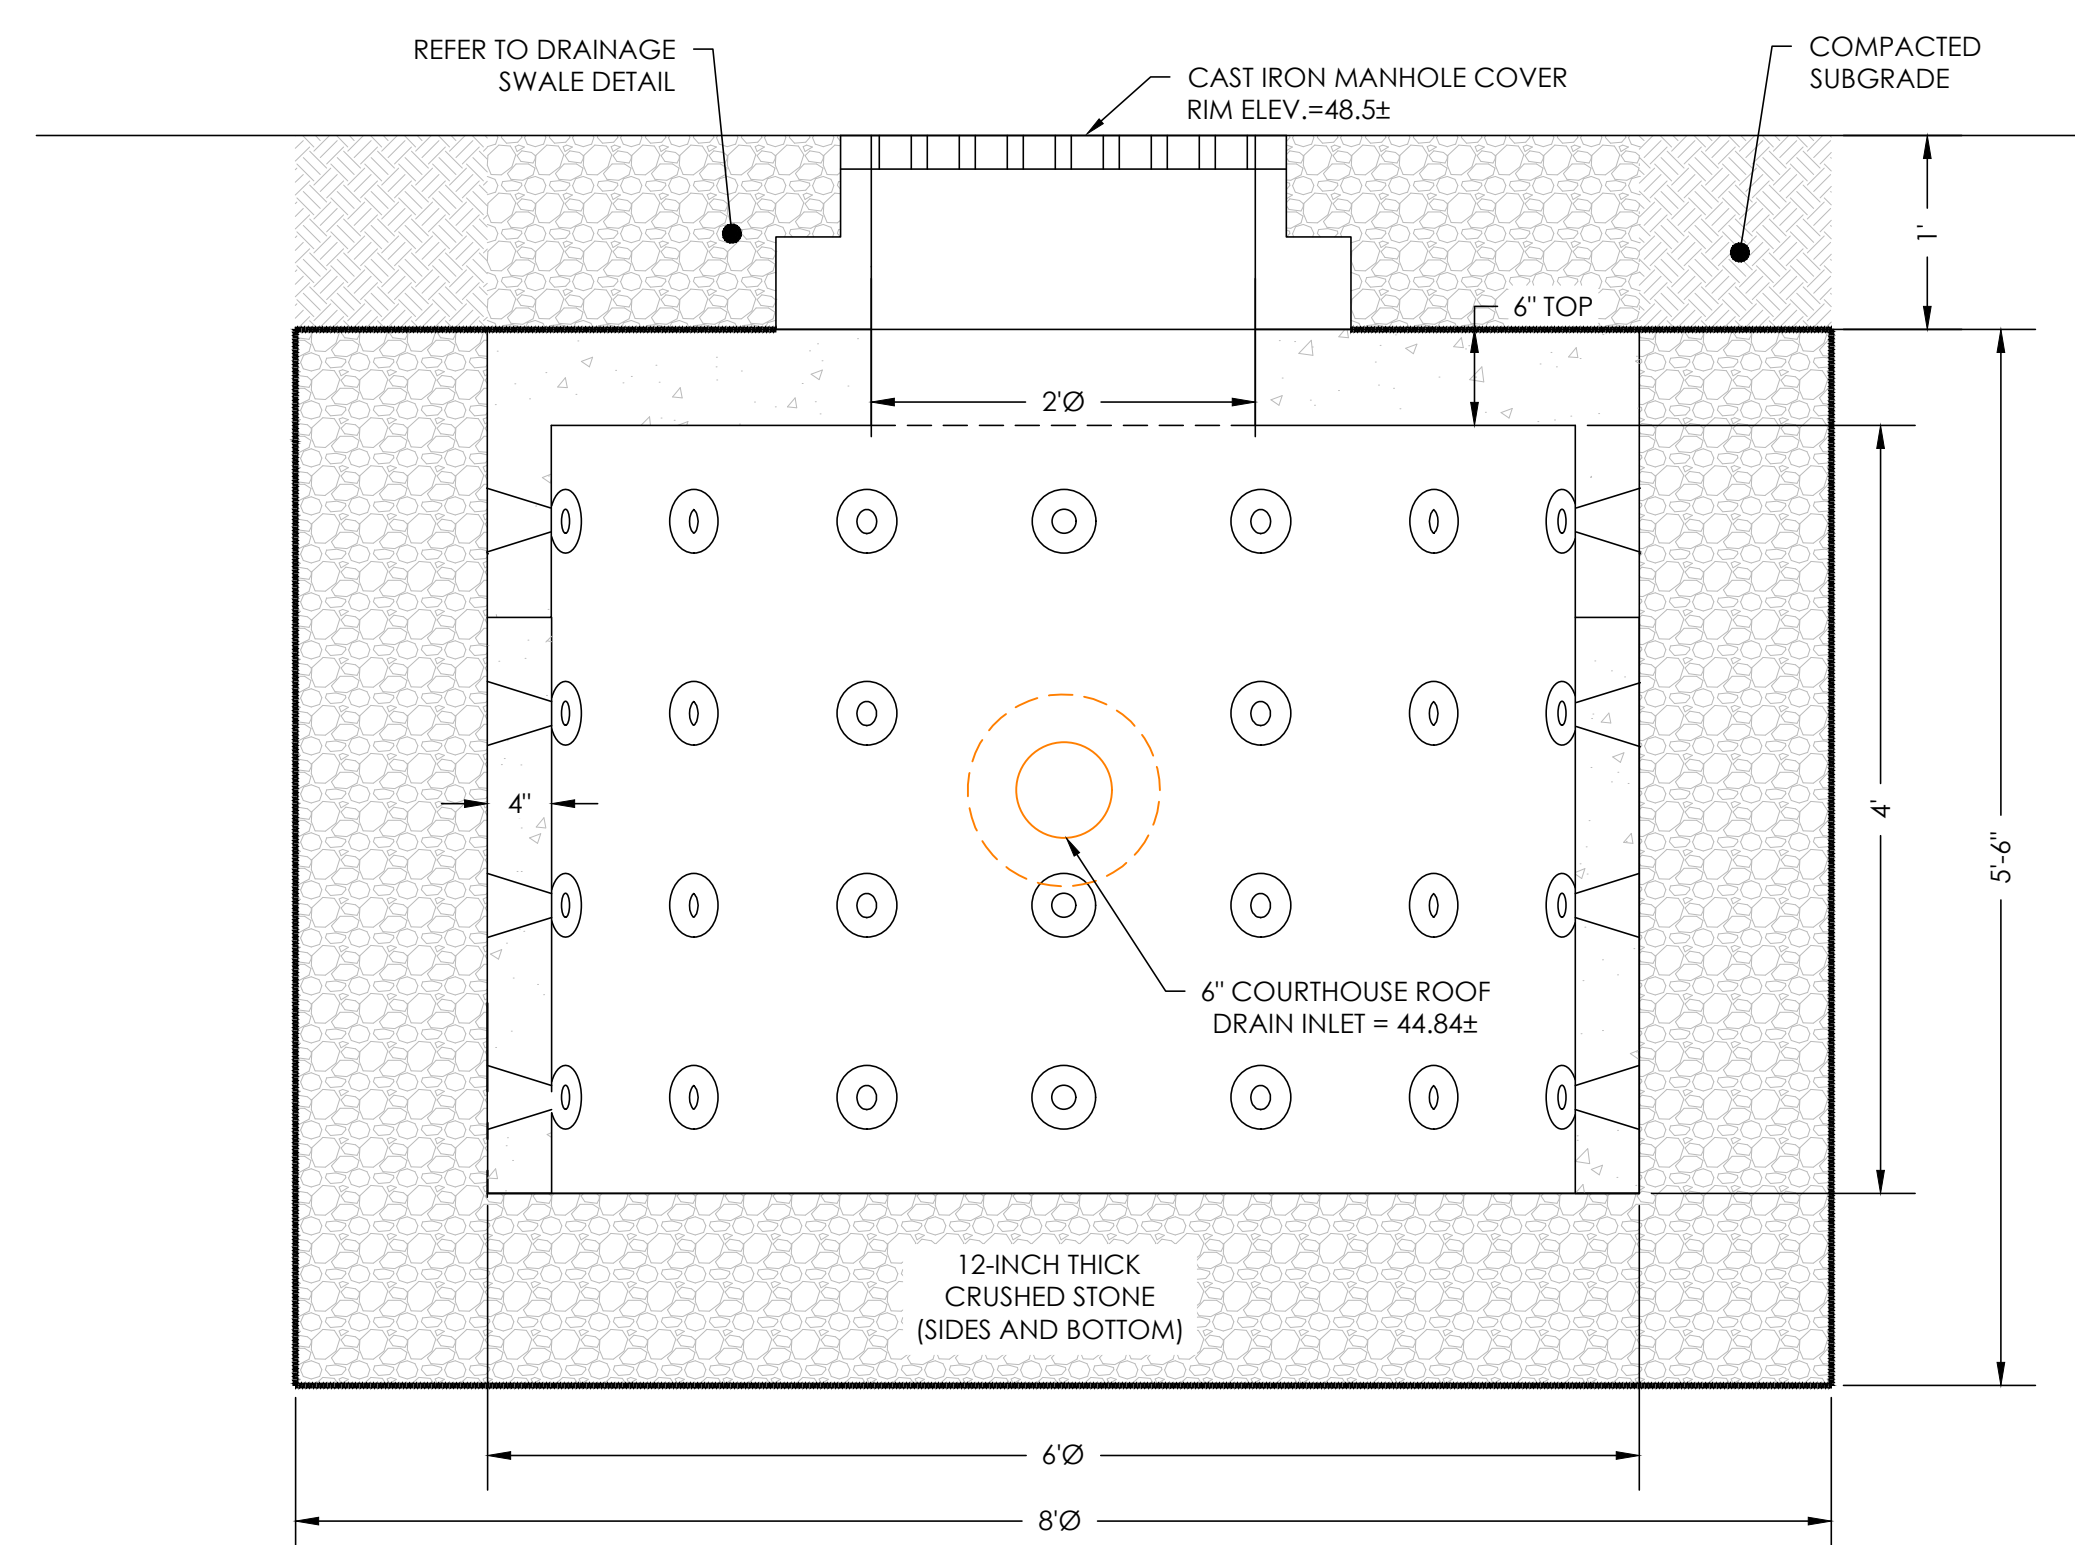 REFER TO DRAINAGE
SWALE DETAIL
CAST IRON MANHOLE COVER
RIM ELEV.=48.5±
COMPACTED
SUBGRADE
1'
6" TOP
2'Ø
4"
4'
5'-6"
6" COURTHOUSE ROOF
DRAIN INLET = 44.84±
12-INCH THICK
CRUSHED STONE
(SIDES AND BOTTOM)
6'Ø
8'Ø